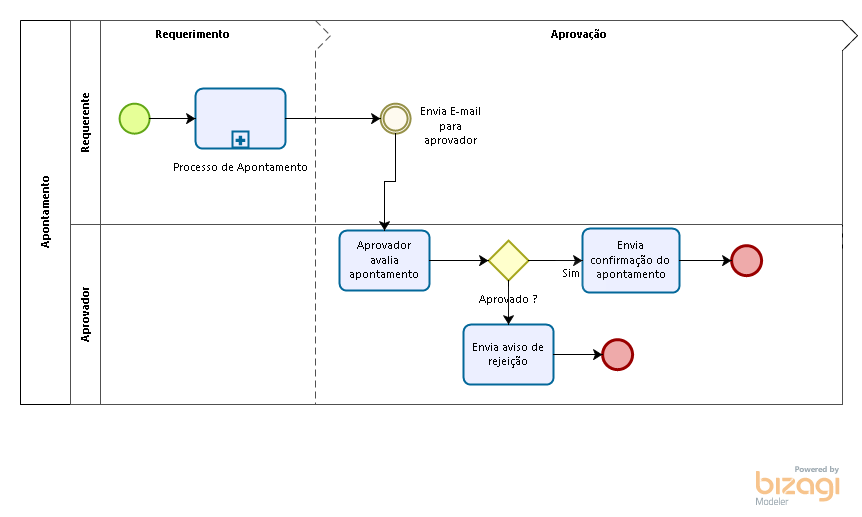 Requerimento
Aprovação
Apontamento
Requerente
Processo de Apontamento
Envia E-mail
para
aprovador
Aprovador
Aprovador
avalia
apontamento
Aprovado ?
Sim
Envia
confirmação do
apontamento
Envia aviso de
rejeição
Powered by
bizagi
Modeler